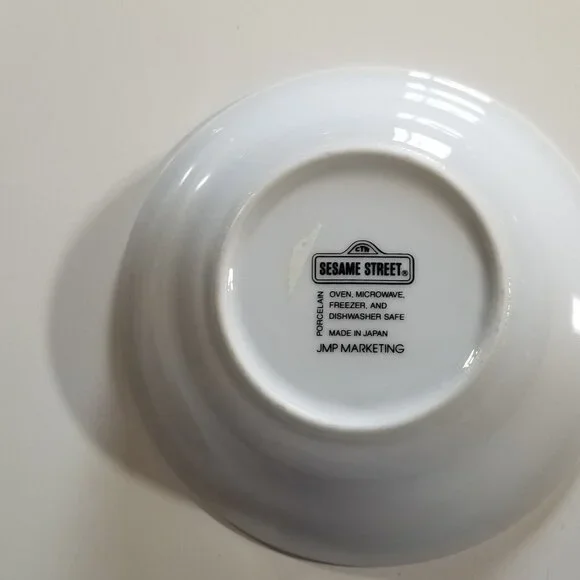 CTW
SESAME STREET®
PORCELAIN
OVEN, MICROWAVE,
FREEZER, AND
DISHWASHER SAFE
MADE IN JAPAN
JMP MARKETING